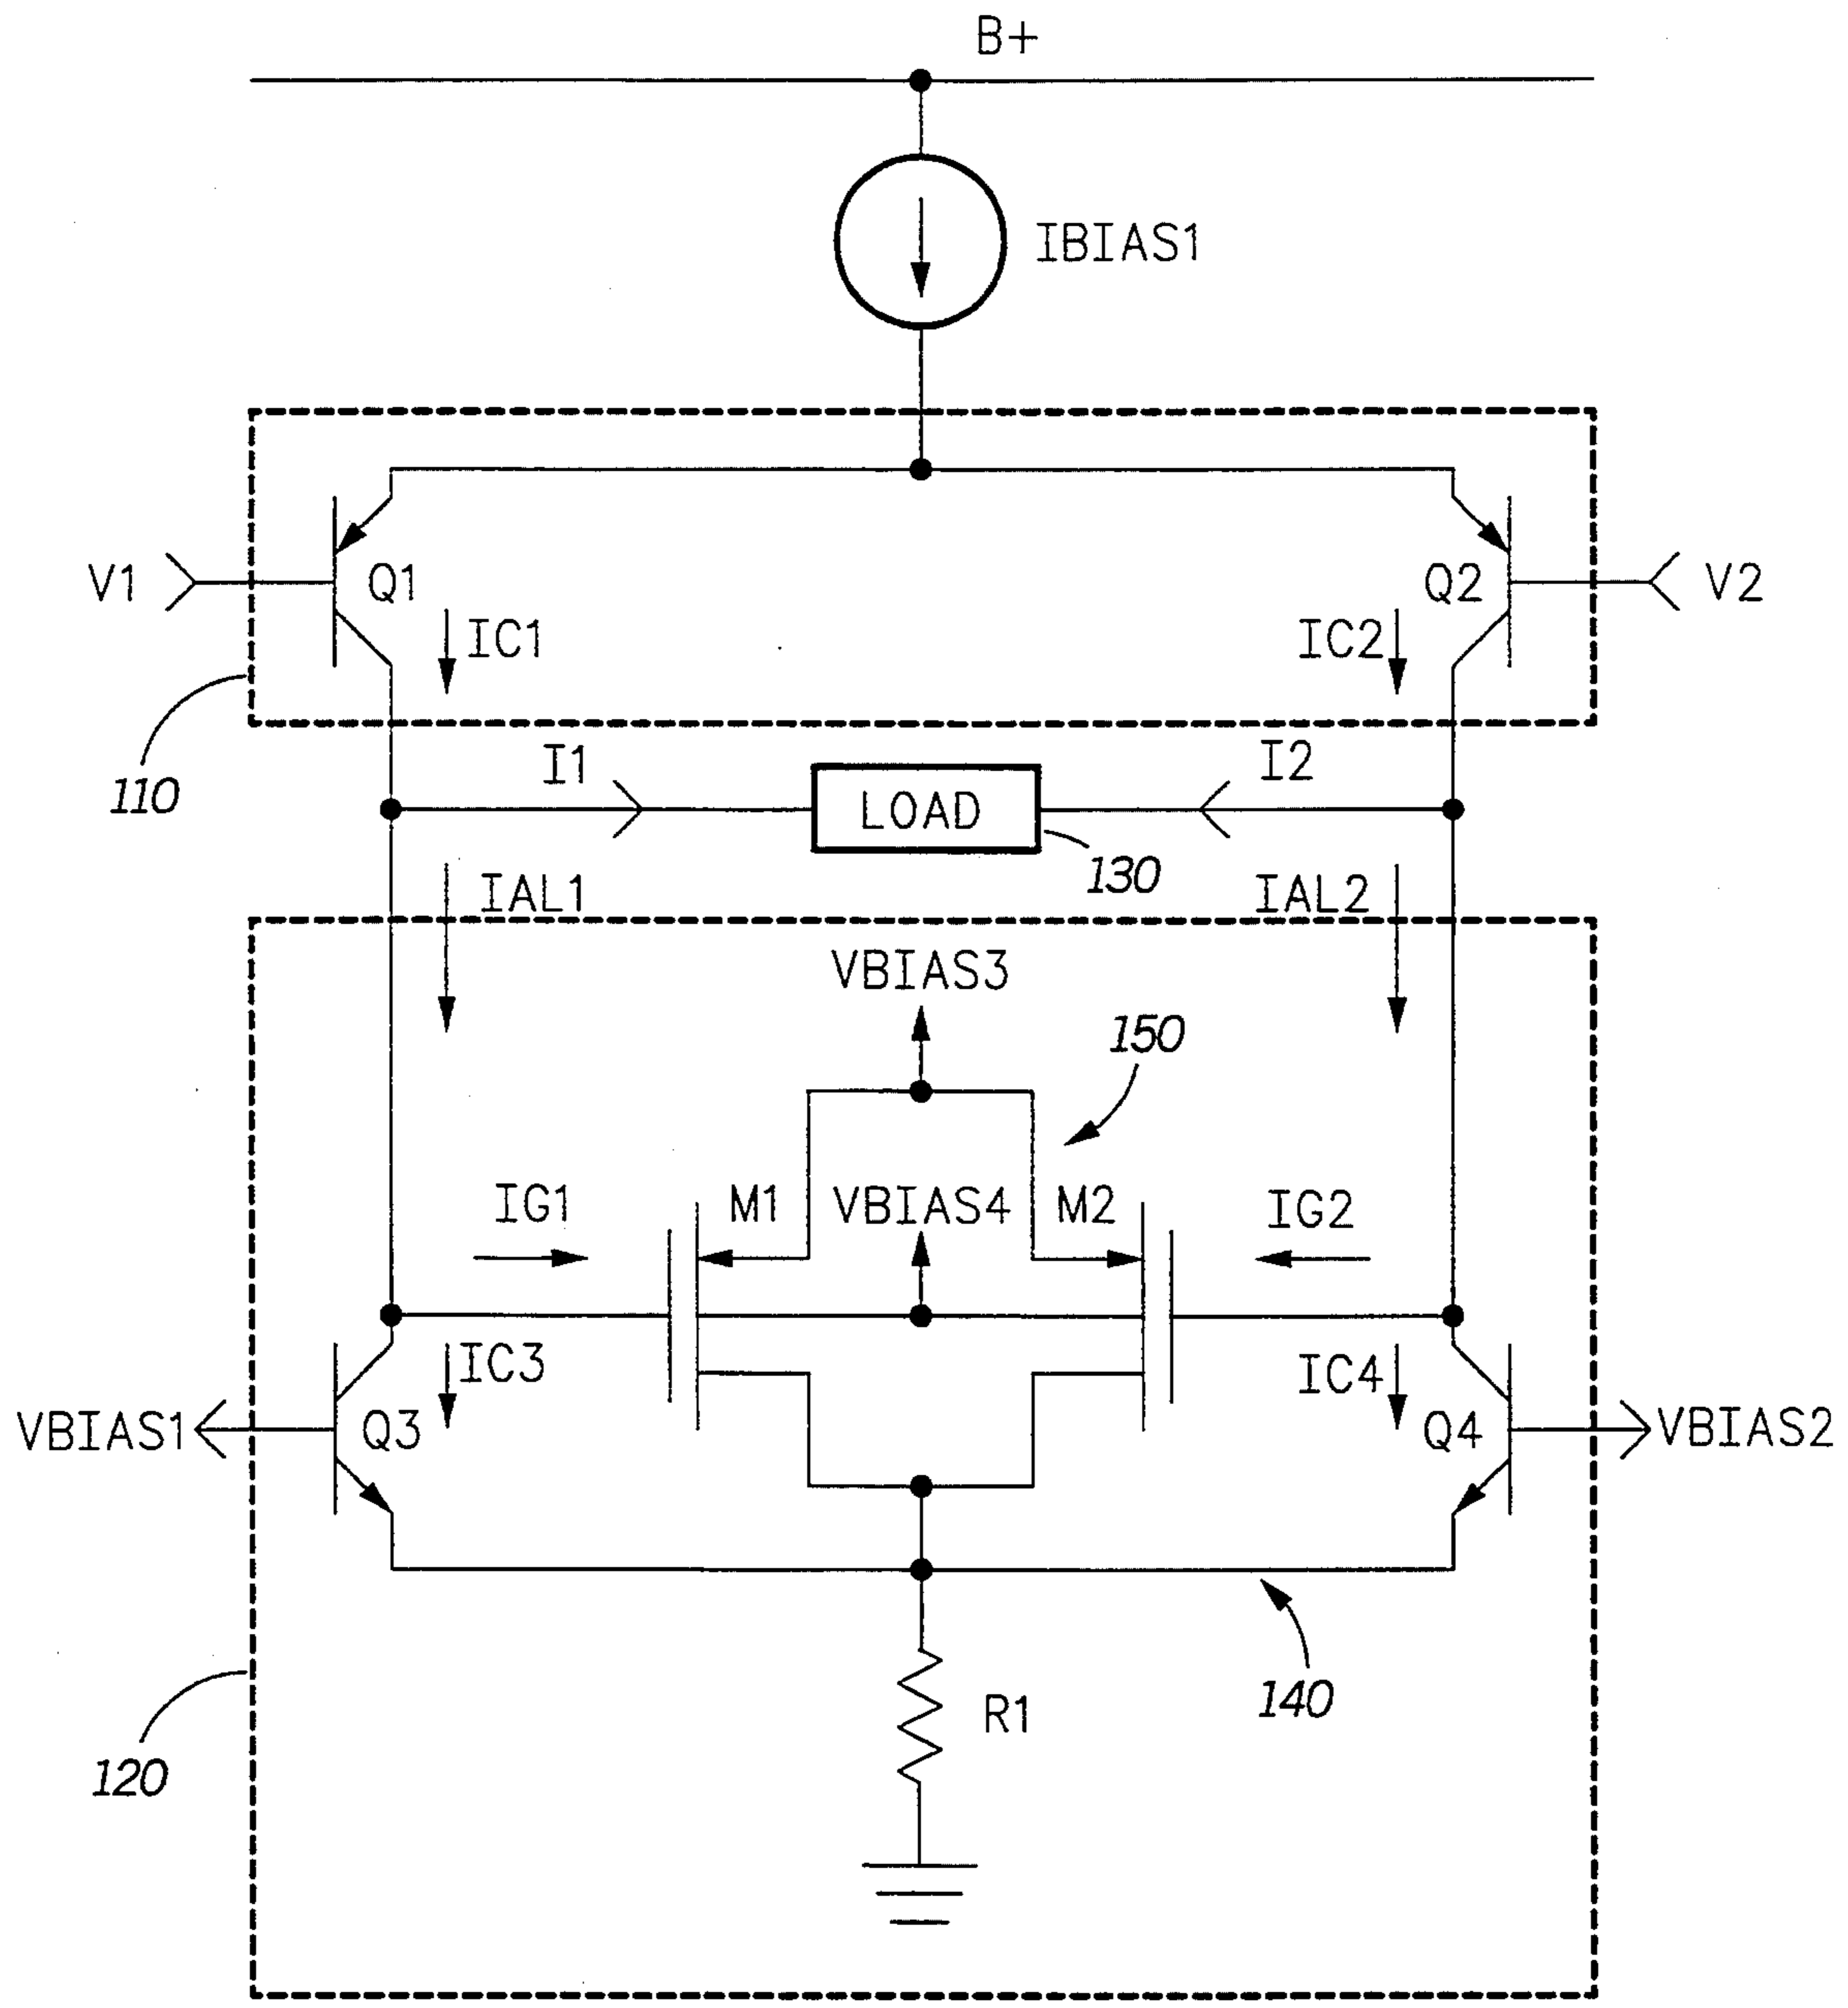 B+
IBIAS1
V1
Q1
Q2
V2
IC1
IC2
110
I1
I2
LOAD
130
IAL1
IAL2
VBIAS3
150
IG1
M1
VBIAS4
M2
IG2
IC3
IC4
VBIAS1
Q3
Q4
VBIAS2
R1
140
120